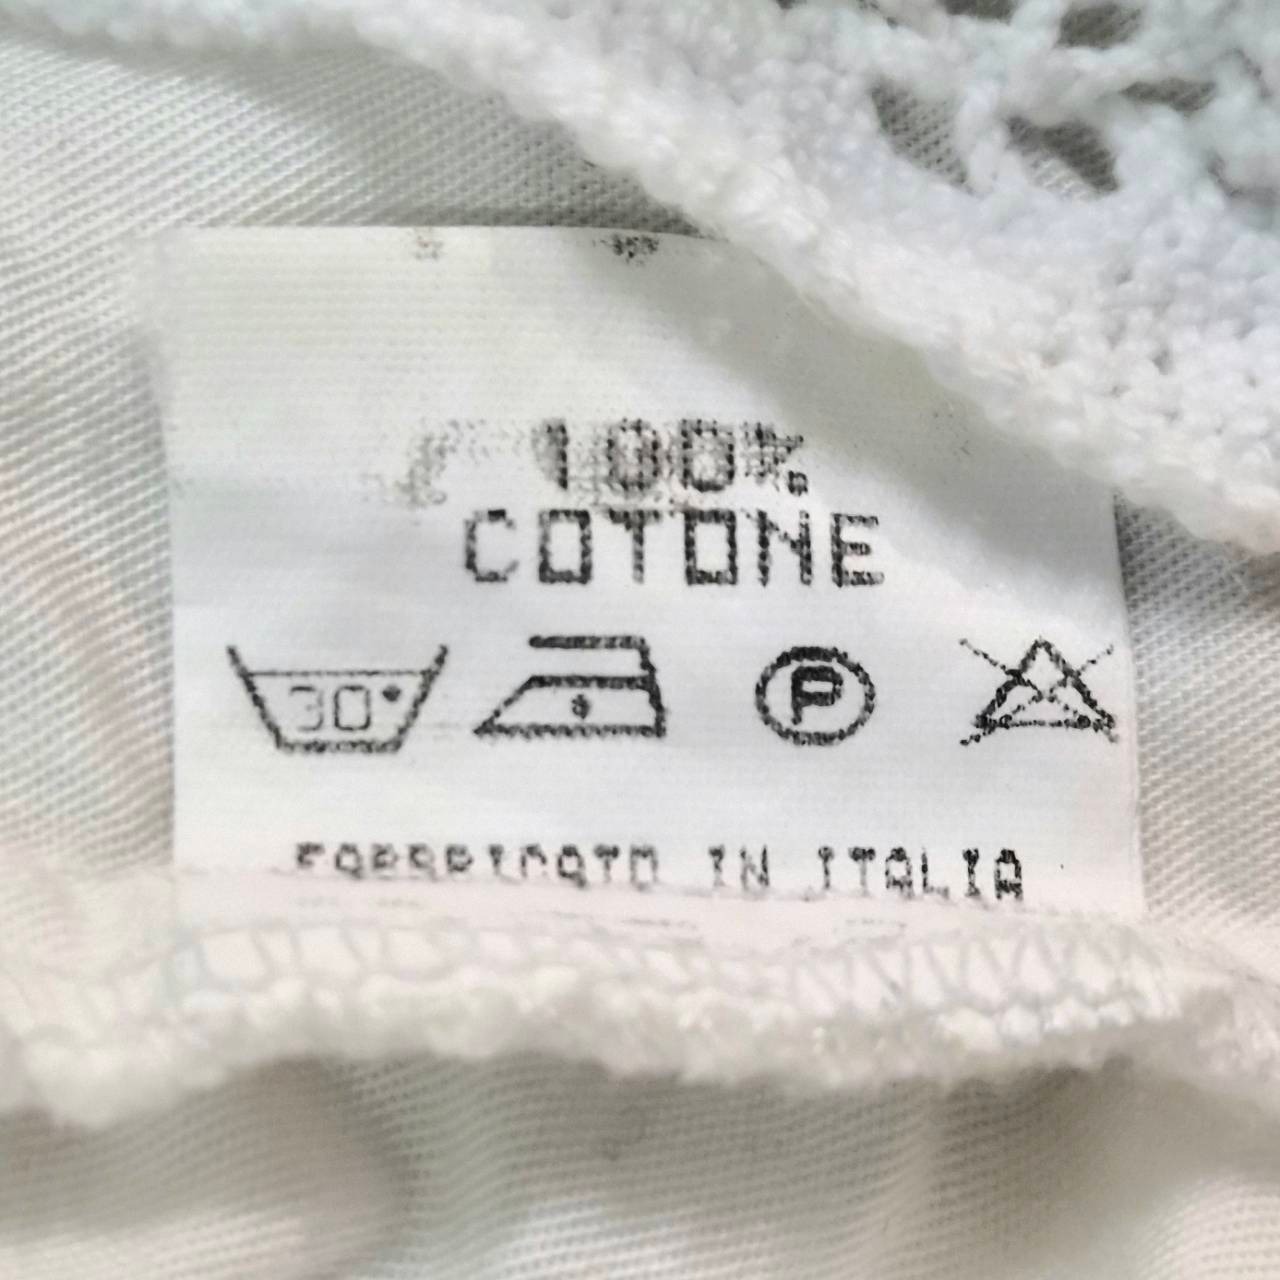 100%
COTONE
30°
P
FABBRICATO IN ITALIA